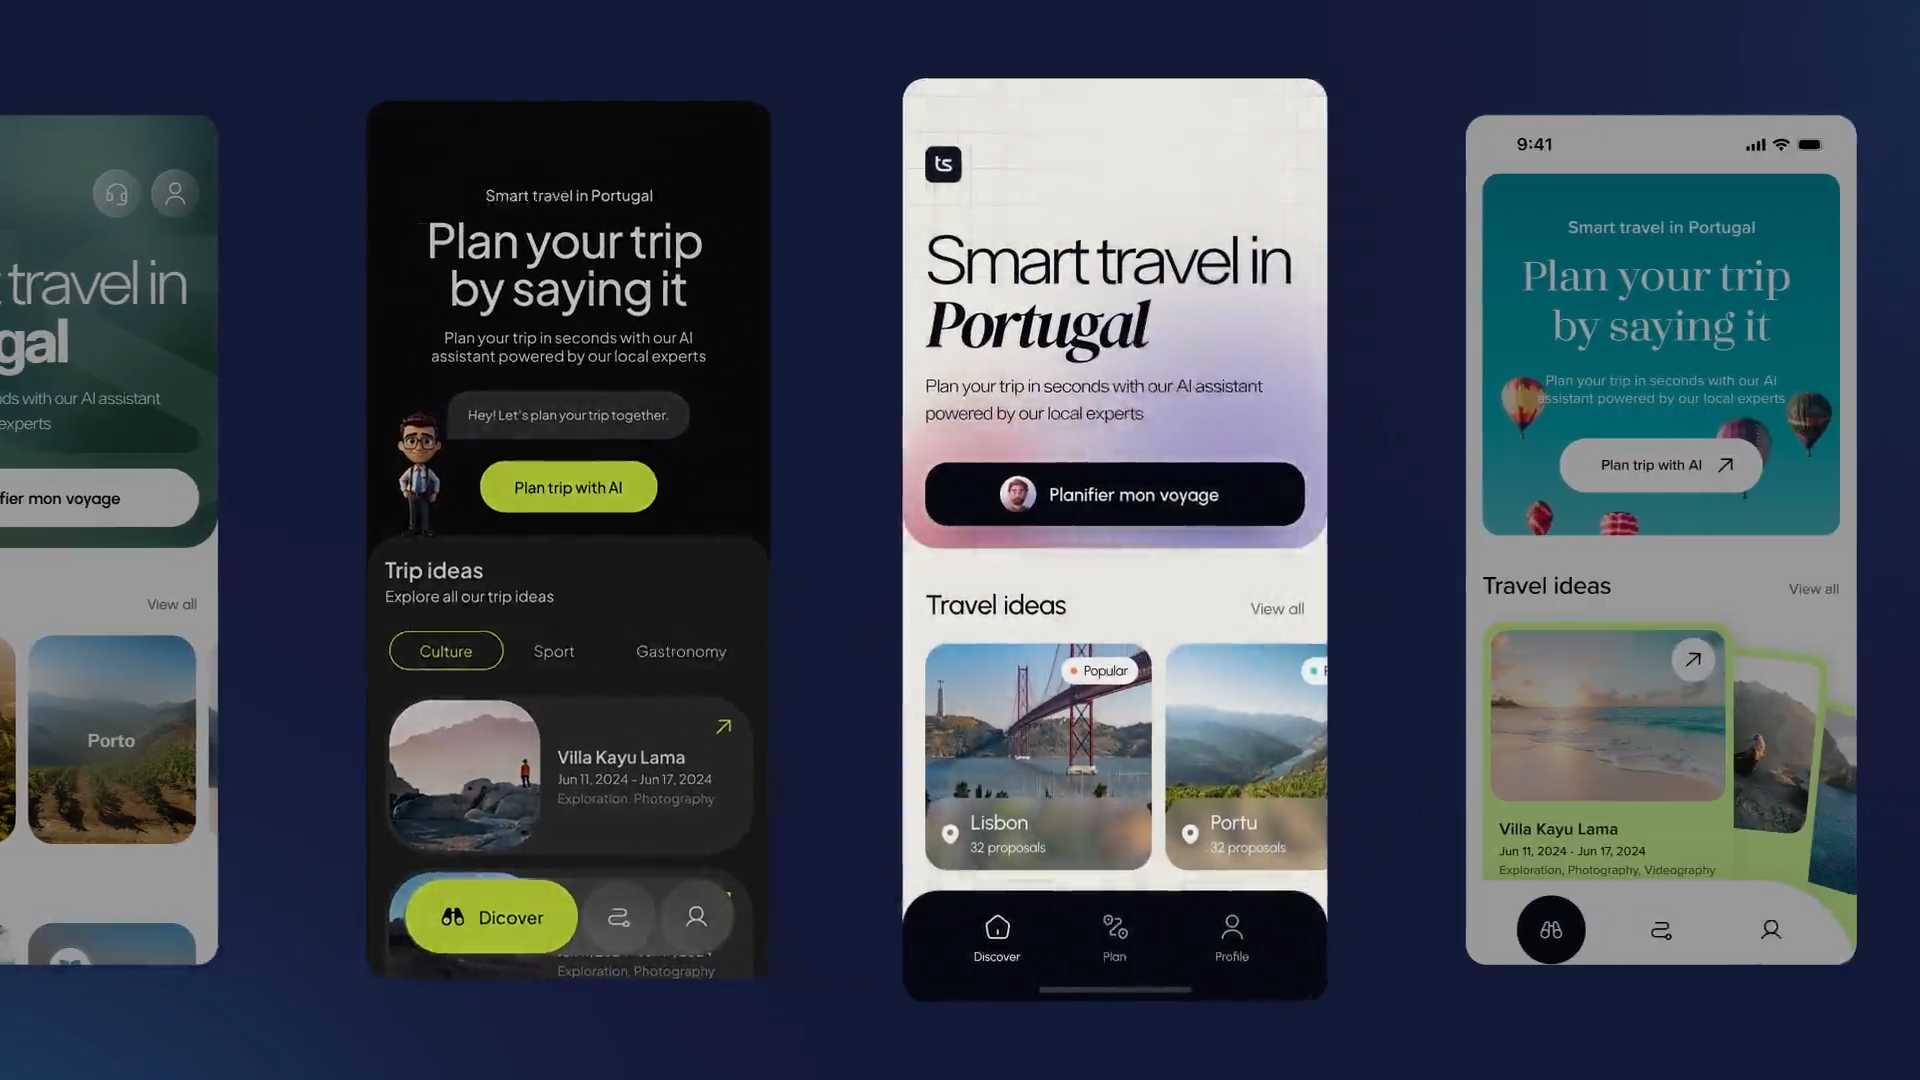 travel in
gal
ds with our AI assistant
experts
fier mon voyage
View all
Porto
Smart travel in Portugal
Plan your trip
by saying it
Plan your trip in seconds with our AI
assistant powered by our local experts
Hey! Let's plan your trip together.
Plan trip with AI
Trip ideas
Explore all our trip ideas
Culture
Sport
Gastronomy
Villa Kayu Lama
Jun 11, 2024 - Jun 17, 2024
Exploration, Photography
Dicover
Exploration, Photography
ts
Smart travel in
Portugal
Plan your trip in seconds with our AI assistant
powered by our local experts
Planifier mon voyage
Travel ideas
View all
Popular
Lisbon
32 proposals
Portu
32 proposals
Discover
Plan
Profile
9:41
Smart travel in Portugal
Plan your trip
by saying it
Plan your trip in seconds with our AI
assistant powered by our local experts
Plan trip with AI
Travel ideas
View all
Villa Kayu Lama
Jun 11, 2024 - Jun 17, 2024
Exploration, Photography, Videography